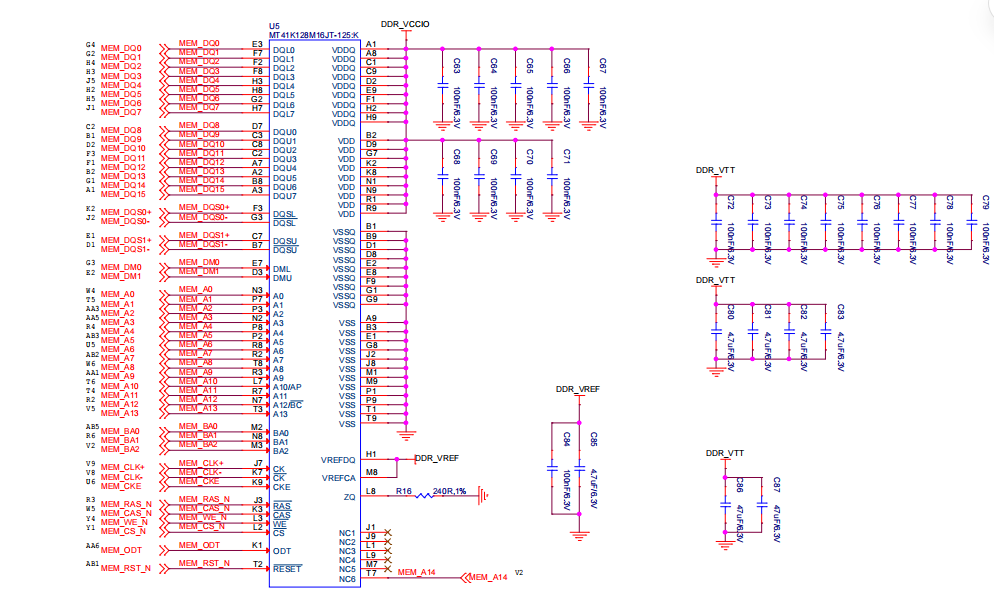 U5
MT41K128M16JT-125:K
DDR_VCCIO
G4 MEM_DQ0 MEM_DQ0 E3 DQL0 VDDQ A1
G2 MEM_DQ1 MEM_DQ1 F7 DQL1 VDDQ A8
H4 MEM_DQ2 MEM_DQ2 F2 DQL2 VDDQ C1
H3 MEM_DQ3 MEM_DQ3 F8 DQL3 VDDQ C9
J5 MEM_DQ4 MEM_DQ4 H3 DQL4 VDDQ D2
H2 MEM_DQ5 MEM_DQ5 H8 DQL5 VDDQ E9
H5 MEM_DQ6 MEM_DQ6 G2 DQL6 VDDQ F1
J1 MEM_DQ7 MEM_DQ7 H7 DQL7 VDDQ H2
VDDQ H9
C63 100nF/6.3V
C64 100nF/6.3V
C65 100nF/6.3V
C66 100nF/6.3V
C67 100nF/6.3V
C2 MEM_DQ8 MEM_DQ8 D7 DQU0
B1 MEM_DQ9 MEM_DQ9 C3 DQU1 VDD B2
D2 MEM_DQ10 MEM_DQ10 C8 DQU2 VDD D9
F3 MEM_DQ11 MEM_DQ11 C2 DQU3 VDD G7
F1 MEM_DQ12 MEM_DQ12 A7 DQU4 VDD K2
B2 MEM_DQ13 MEM_DQ13 A2 DQU5 VDD K8
G1 MEM_DQ14 MEM_DQ14 B8 DQU6 VDD N1
A1 MEM_DQ15 MEM_DQ15 A3 DQU7 VDD N9
VDD R1
K2 MEM_DQS0+ MEM_DQS0+ F3 DQSL VDD R9
J2 MEM_DQS0- MEM_DQS0- G3 DQSL
C68 100nF/6.3V
C69 100nF/6.3V
C70 100nF/6.3V
C71 100nF/6.3V
E1 MEM_DQS1+ MEM_DQS1+ C7 DQSU
D1 MEM_DQS1- MEM_DQS1- B7 DQSU
VSSQ B1
VSSQ B9
VSSQ D1
VSSQ D8
VSSQ E2
VSSQ E8
VSSQ F9
VSSQ G1
VSSQ G9
G3 MEM_DM0 MEM_DM0 E7 DML
E2 MEM_DM1 MEM_DM1 D3 DMU
W4 MEM_A0 MEM_A0 N3 A0
T5 MEM_A1 MEM_A1 P7 A1
AA3 MEM_A2 MEM_A2 P3 A2 VSS A9
AA5 MEM_A3 MEM_A3 N2 A3 VSS B3
R4 MEM_A4 MEM_A4 P8 A4 VSS E1
AB3 MEM_A5 MEM_A5 P2 A5 VSS G8
U5 MEM_A6 MEM_A6 R8 A6 VSS J2
AB2 MEM_A7 MEM_A7 R2 A7 VSS J8
W6 MEM_A8 MEM_A8 T8 A8 VSS M1
AA1 MEM_A9 MEM_A9 R3 A9 VSS M9
T6 MEM_A10 MEM_A10 L7 A10/AP VSS P1
T4 MEM_A11 MEM_A11 R7 A11 VSS P9
R2 MEM_A12 MEM_A12 N7 A12/BC VSS T1
V5 MEM_A13 MEM_A13 T3 A13 VSS T9
AB5 MEM_BA0 MEM_BA0 M2 BA0
R6 MEM_BA1 MEM_BA1 N8 BA1
V2 MEM_BA2 MEM_BA2 M3 BA2
V9 MEM_CLK+ MEM_CLK+ J7 CK VREFDQ H1 DDR_VREF
V8 MEM_CLK- MEM_CLK- K7 CK VREFCA M8
U6 MEM_CKE MEM_CKE K9 CKE
ZQ L8 R16 240R,1%
R3 MEM_RAS_N MEM_RAS_N J3 RAS
W5 MEM_CAS_N MEM_CAS_N K3 CAS
Y4 MEM_WE_N MEM_WE_N L3 WE
Y1 MEM_CS_N MEM_CS_N L2 CS
NC1 J1
NC2 J9
AA6 MEM_ODT MEM_ODT K1 ODT NC3 L1
NC4 L9
AB1 MEM_RST_N MEM_RST_N T2 RESET NC5 M7
NC6 T7 MEM_A14 MEM_A14 V2
DDR_VTT
C72 100nF/6.3V
C73 100nF/6.3V
C74 100nF/6.3V
C75 100nF/6.3V
C76 100nF/6.3V
C77 100nF/6.3V
C78 100nF/6.3V
C79 100nF/6.3V
DDR_VTT
C80 4.7uF/6.3V
C81 4.7uF/6.3V
C82 4.7uF/6.3V
C83 4.7uF/6.3V
DDR_VREF
C84 100nF/6.3V
C85 4.7uF/6.3V
DDR_VTT
C86 47uF/6.3V
C87 47uF/6.3V